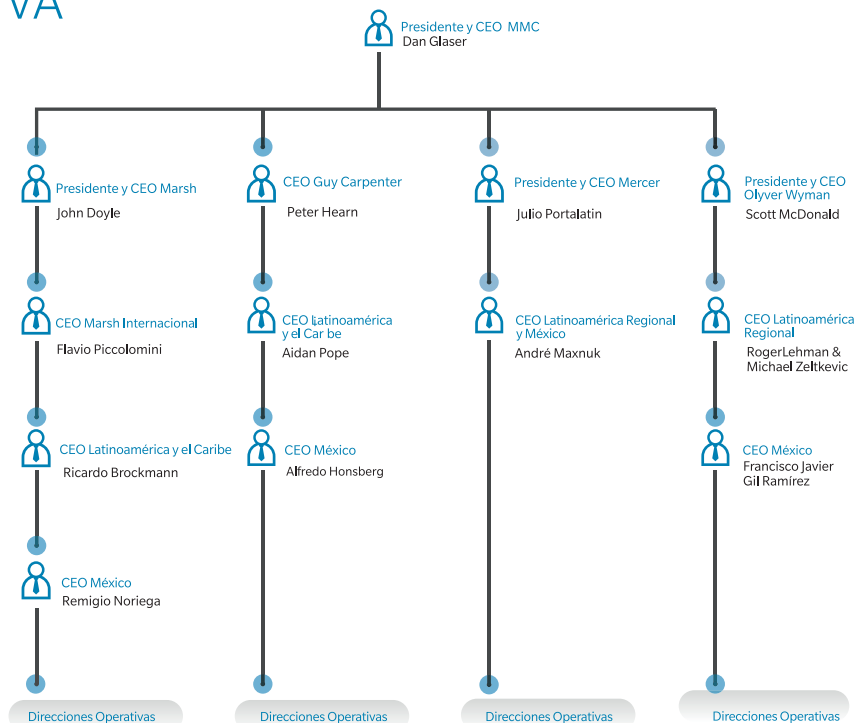 VA
Presidente y CEO MMC
Dan Glaser
Presidente y CEO Marsh
John Doyle
CEO Marsh Internacional
Flavio Piccolomini
CEO Latinoamérica y el Caribe
Ricardo Brockmann
CEO México
Remigio Noriega
Direcciones Operativas
CEO Guy Carpenter
Peter Hearn
CEO Latinoamérica
y el Car be
Aidan Pope
CEO México
Alfredo Honsberg
Direcciones Operativas
Presidente y CEO Mercer
Julio Portalatin
CEO Latinoamérica Regional
y México
André Maxnuk
Direcciones Operativas
Presidente y CEO
Olyver Wyman
Scott McDonald
CEO Latinoamérica
Regional
RogerLehman &
Michael Zeltkevic
CEO México
Francisco Javier
Gil Ramírez
Direcciones Operativas